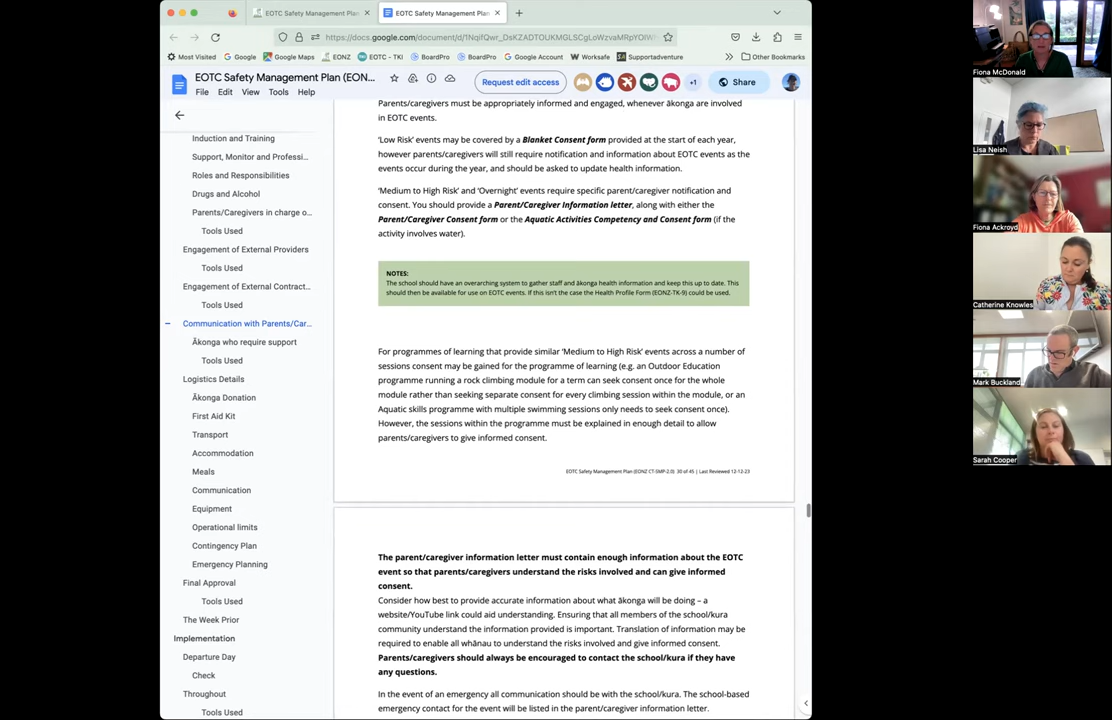 EOTC Safety Management Plan
EOTC Safety Management Plan
https://docs.google.com/document/d/
Most Visited
Google
Google Maps
EONZ
EOTC - TKI
BoardPro
Google Account
Worksafe
Supportadventure
BoardPro
Other Bookmarks
EOTC Safety Management Plan (EON...
Request edit access
+1
Share
File Edit View Tools Help
Induction and Training
Support, Monitor and Professi...
Roles and Responsibilities
Drugs and Alcohol
Parents/Caregivers in charge o...
Tools Used
Engagement of External Providers
Tools Used
Engagement of External Contract...
Tools Used
Communication with Parents/Car...
Ākonga who require support
Tools Used
Logistics Details
Ākonga Donation
First Aid Kit
Transport
Accommodation
Meals
Communication
Equipment
Operational limits
Contingency Plan
Emergency Planning
Final Approval
Tools Used
The Week Prior
Implementation
Departure Day
Check
Throughout
Tools Used
Parents/caregivers must be appropriately informed and engaged, whenever ākonga are involved
in EOTC events.
'Low Risk' events may be covered by a Blanket Consent form provided at the start of each year,
however parents/caregivers will still require notification and information about EOTC events as the
events occur during the year, and should be asked to update health information.
'Medium to High Risk' and 'Overnight' events require specific parent/caregiver notification and
consent. You should provide a Parent/Caregiver Information letter, along with either the
Parent/Caregiver Consent form or the Aquatic Activities Competency and Consent form (if the
activity involves water).
NOTES:
The school should have an overarching system to gather staff and ākonga health information and keep this up to date. This
should then be available for use on EOTC events. If this isn't the case the Health Profile Form (EONZ-TK-9) could be used.
For programmes of learning that provide similar 'Medium to High Risk' events across a number of
sessions consent may be gained for the programme of learning (e.g. an Outdoor Education
programme running a rock climbing module for a term can seek consent once for the whole
module rather than seeking separate consent for every climbing session within the module, or an
Aquatic skills programme with multiple swimming sessions only needs to seek consent once).
However, the sessions within the programme must be explained in enough detail to allow
parents/caregivers to give informed consent.
EOTC Safety Management Plan (EONZ CT-SMP-2.0) 30 of 45 | Last Reviewed 12-12-23
The parent/caregiver information letter must contain enough information about the EOTC
event so that parents/caregivers understand the risks involved and can give informed
consent.
Consider how best to provide accurate information about what ākonga will be doing – a
website/YouTube link could aid understanding. Ensuring that all members of the school/kura
community understand the information provided is important. Translation of information may be
required to enable all whānau to understand the risks involved and give informed consent.
Parents/caregivers should always be encouraged to contact the school/kura if they have
any questions.
In the event of an emergency all communication should be with the school/kura. The school-based
emergency contact for the event will be listed in the parent/caregiver information letter.
Fiona McDonald
Lisa Neish
Fiona Ackroyd
Catherine Knowles
Mark Buckland
Sarah Cooper